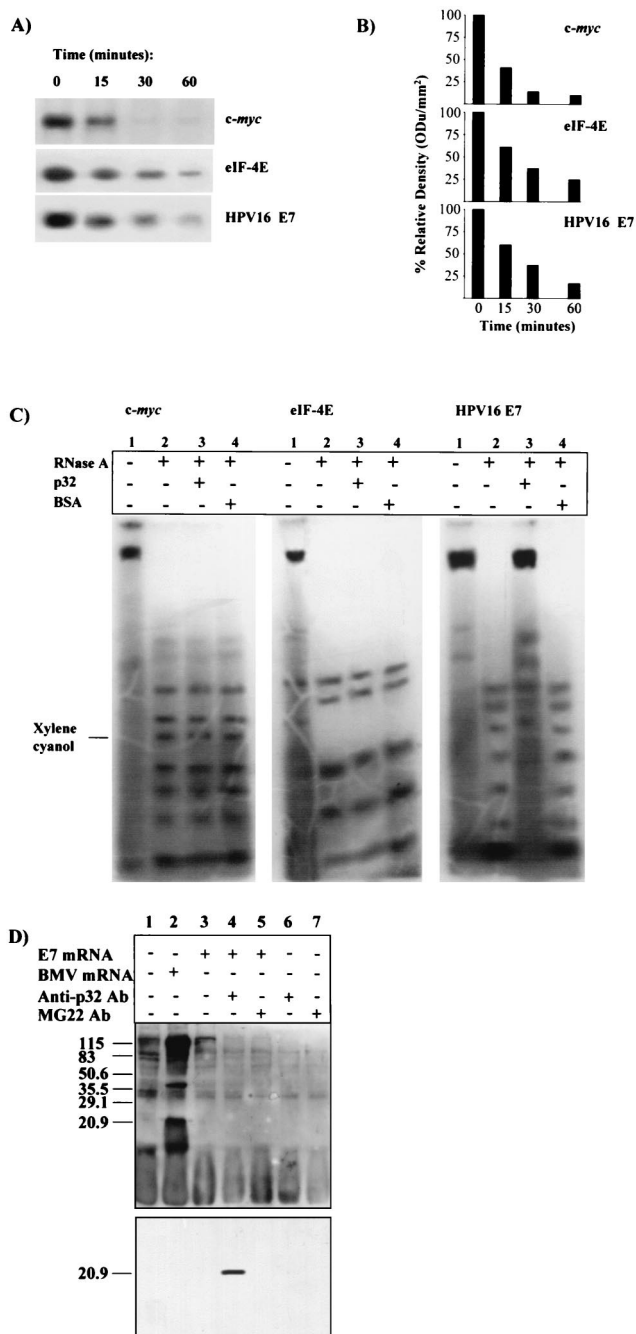 A)
Time (minutes):
0 15 30 60
c-myc
eIF-4E
HPV16 E7
B)
% Relative Density (ODu/mm²)
100
75
50
25
c-myc
100
75
50
25
eIF-4E
100
75
50
25
HPV16 E7
0 15 30 60
Time (minutes)
C)
c-myc eIF-4E HPV16 E7
1 2 3 4 1 2 3 4 1 2 3 4
RNase A - + + + - + + + - + + +
p32 - - + - - - + - - - + -
BSA - - - + - - - + - - - +
Xylene
cyanol
D)
1 2 3 4 5 6 7
E7 mRNA - - + + + - -
BMV mRNA - + - - - - -
Anti-p32 Ab - - - + - + -
MG22 Ab - - - - + - +
115
83
50.6
35.5
29.1
20.9
20.9